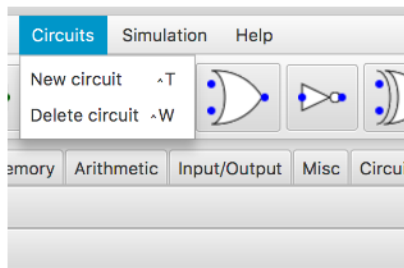 Circuits Simulation Help
New circuit ^T
Delete circuit ^W
emory Arithmetic Input/Output Misc Circui